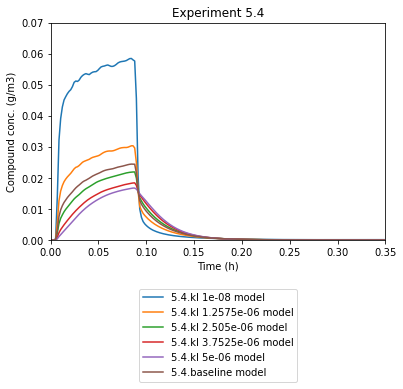 Experiment 5.4
0.07
0.06
0.05
0.04
0.03
0.02
0.01
0.00
Compound conc. (g/m3)
0.00 0.05 0.10 0.15 0.20 0.25 0.30 0.35
Time (h)
5.4.kl 1e-08 model
5.4.kl 1.2575e-06 model
5.4.kl 2.505e-06 model
5.4.kl 3.7525e-06 model
5.4.kl 5e-06 model
5.4.baseline model